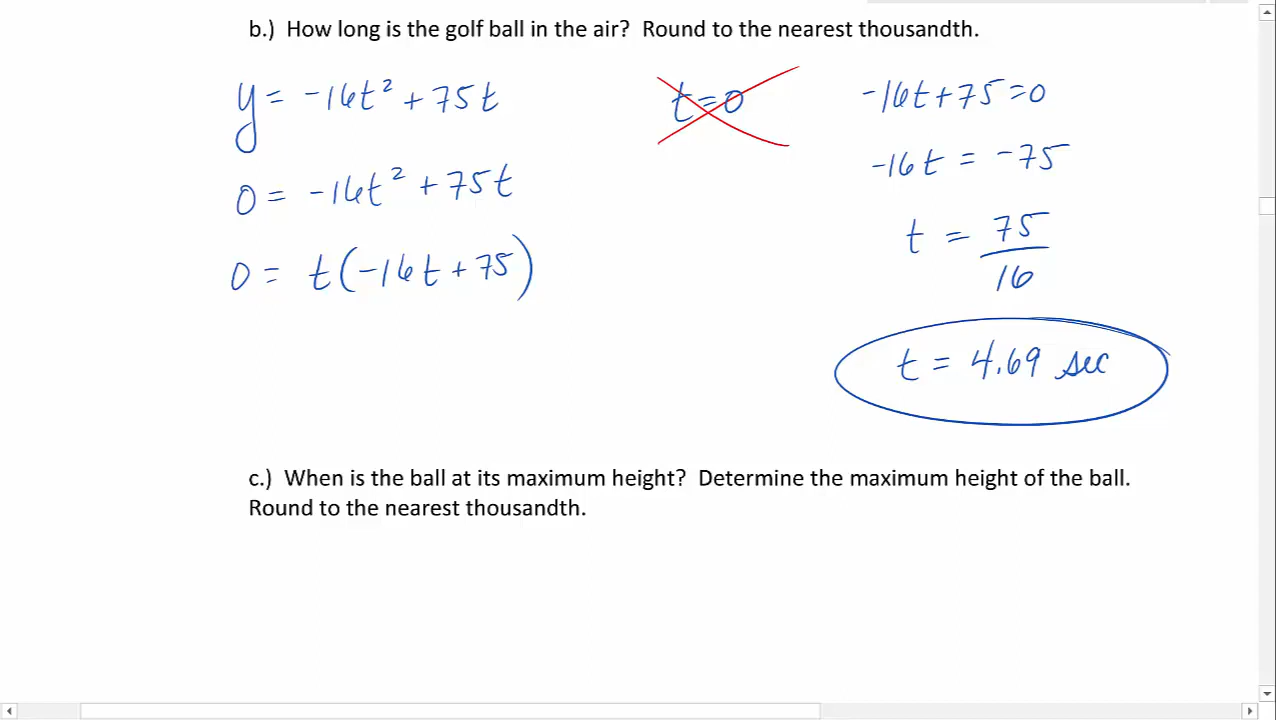 b.) How long is the golf ball in the air? Round to the nearest thousandth.
y = -16t² + 75t
0 = -16t² + 75t
0 = t(-16t + 75)
t = 0
-16t + 75 = 0
-16t = -75
t = 75/16
t = 4.69 sec
c.) When is the ball at its maximum height? Determine the maximum height of the ball.
Round to the nearest thousandth.